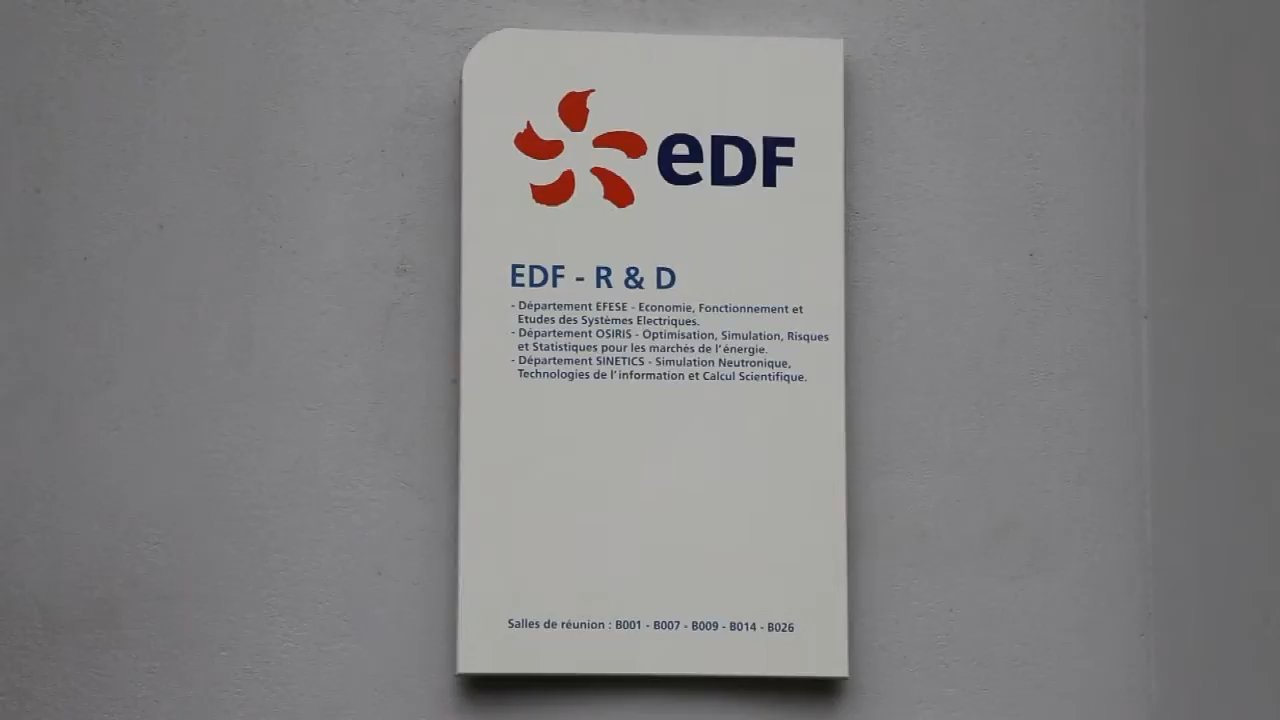 eDF
EDF - R & D
- Département EFESE - Economie, Fonctionnement et
Etudes des Systèmes Electriques.
- Département OSIRIS - Optimisation, Simulation, Risques
et Statistiques pour les marchés de l'énergie.
- Département SINETICS - Simulation Neutronique,
Technologies de l'information et Calcul Scientifique.
Salles de réunion : B001 - B007 - B009 - B014 - B026